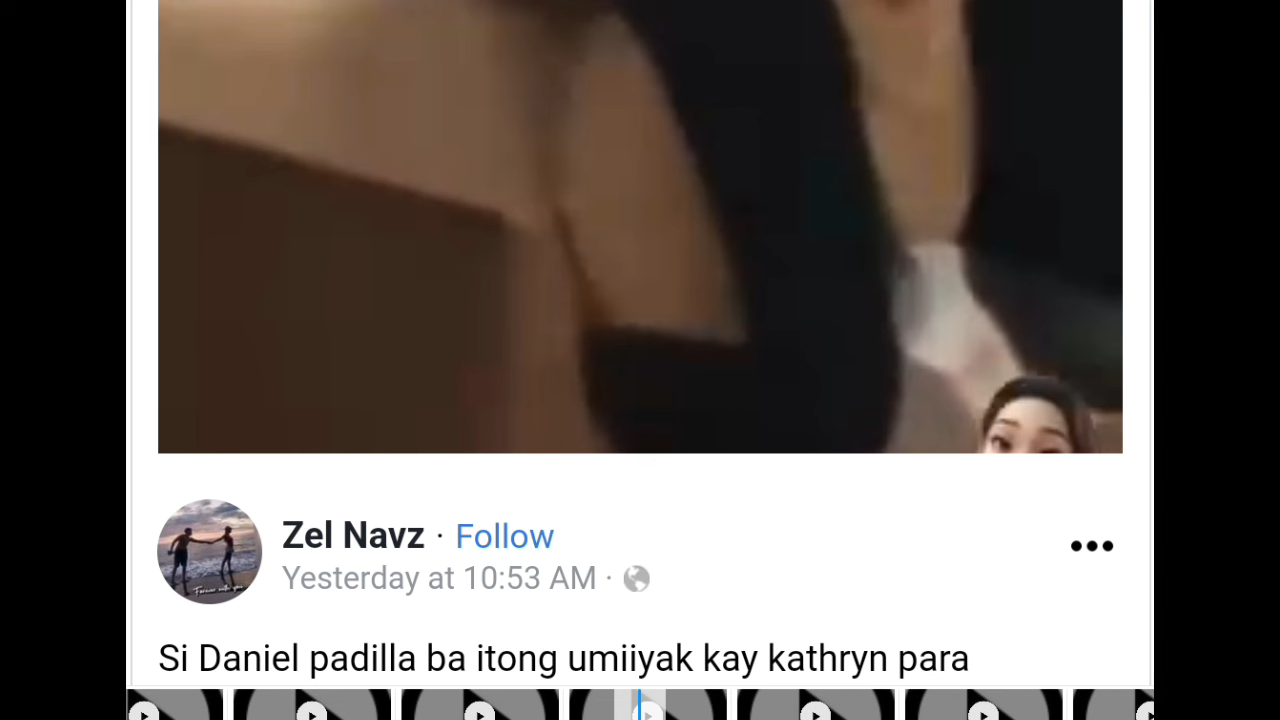 Zel Navz · Follow
Yesterday at 10:53 AM ·
Si Daniel padilla ba itong umiiyak kay kathryn para